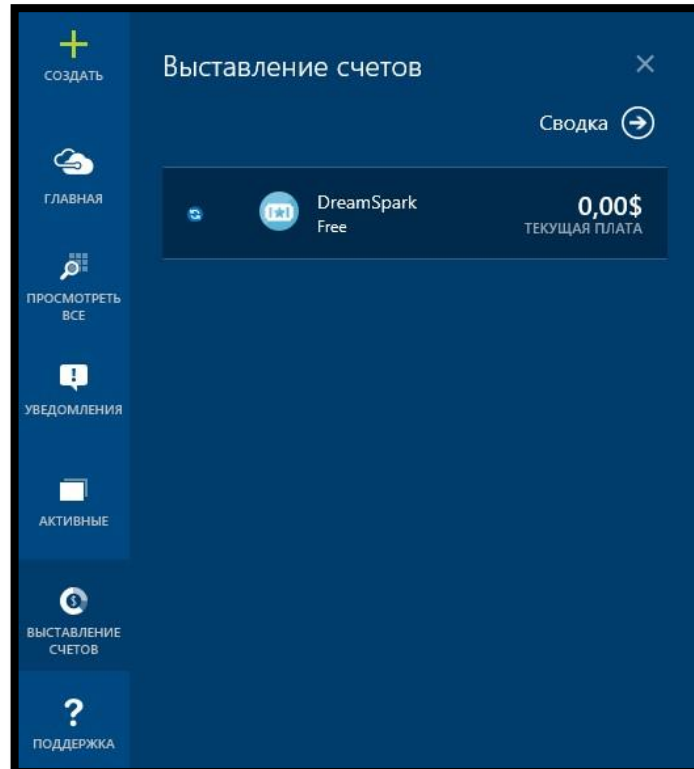 СОЗДАТЬ
ГЛАВНАЯ
ПРОСМОТРЕТЬ
ВСЕ
УВЕДОМЛЕНИЯ
АКТИВНЫЕ
ВЫСТАВЛЕНИЕ
СЧЕТОВ
ПОДДЕРЖКА
Выставление счетов
Сводка
DreamSpark
Free
0,00$
ТЕКУЩАЯ ПЛАТА